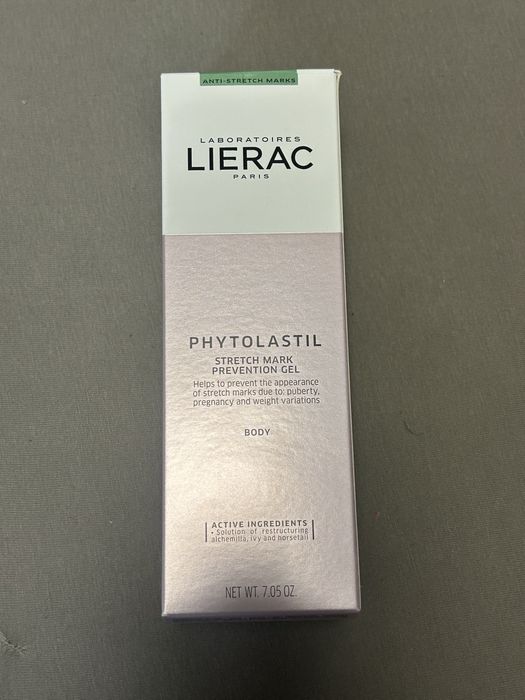 ANTI-STRETCH MARKS
LABORATOIRES
LIERAC
PARIS
PHYTOLASTIL
STRETCH MARK
PREVENTION GEL
Helps to prevent the appearance
of stretch marks due to: puberty,
pregnancy and weight variations
BODY
ACTIVE INGREDIENTS
• Solution of restructuring
alchemilla, ivy and horsetail
NET WT. 7.05 OZ.